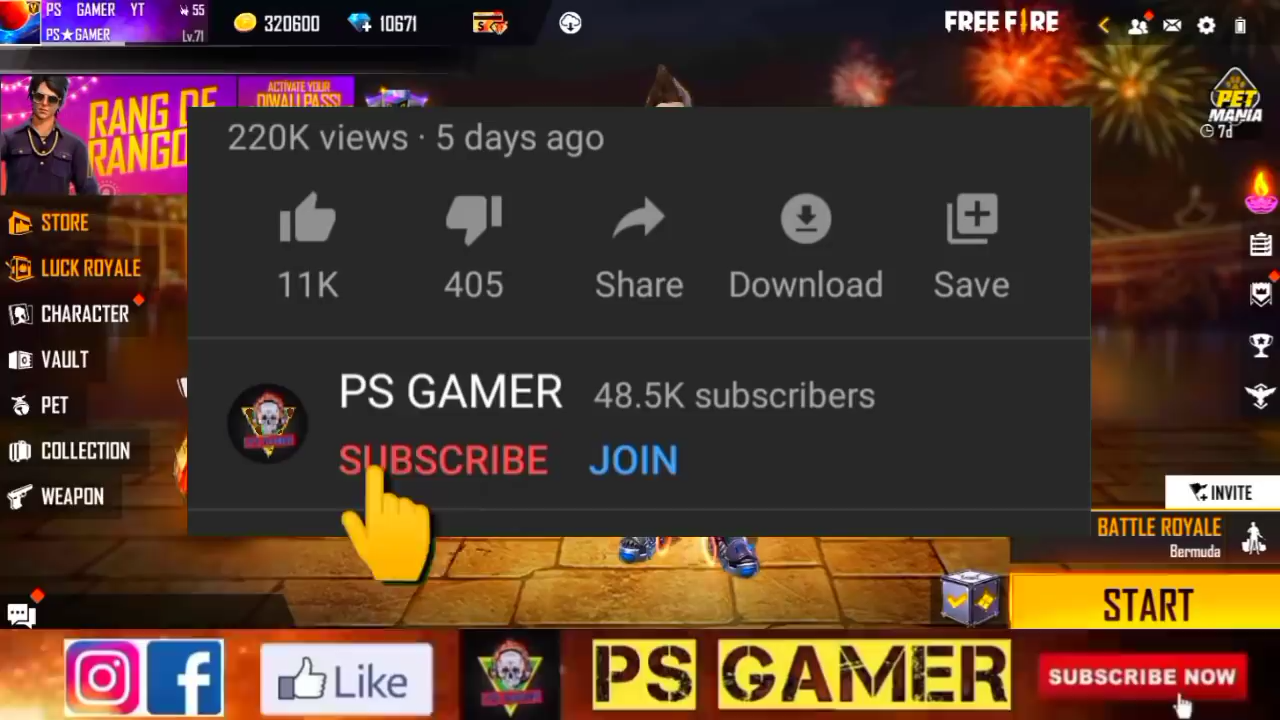 PS GAMER YT 55
PS★GAMER Lv.71
320600
10671
FREE FIRE
ACTIVATE YOUR
DIWALI PASS!
RANG DE
RANGO
PET
MANIA
7d
220K views · 5 days ago
11K 405 Share Download Save
PS GAMER 48.5K subscribers
SUBSCRIBE JOIN
STORE
LUCK ROYALE
CHARACTER
VAULT
PET
COLLECTION
WEAPON
INVITE
BATTLE ROYALE
Bermuda
START
Like
PS GAMER
SUBSCRIBE NOW